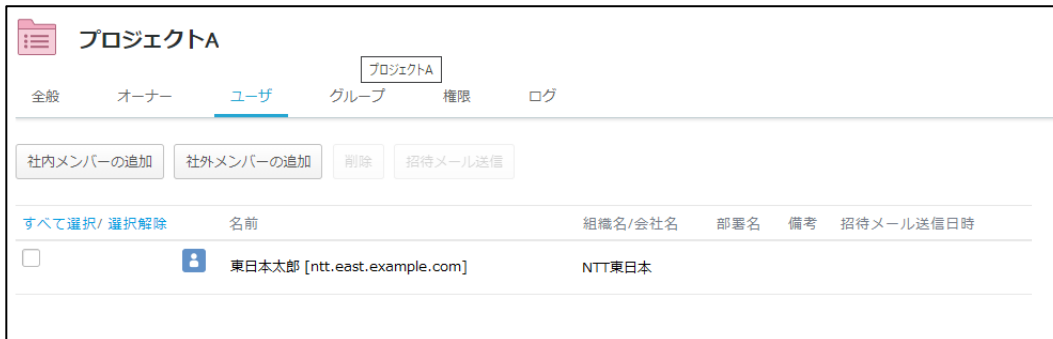 プロジェクトA
プロジェクトA
全般 オーナー ユーザ グループ 権限 ログ
社内メンバーの追加 社外メンバーの追加 削除 招待メール送信
すべて選択/ 選択解除 名前 組織名/会社名 部署名 備考 招待メール送信日時
東日本太郎 [ntt.east.example.com] NTT東日本